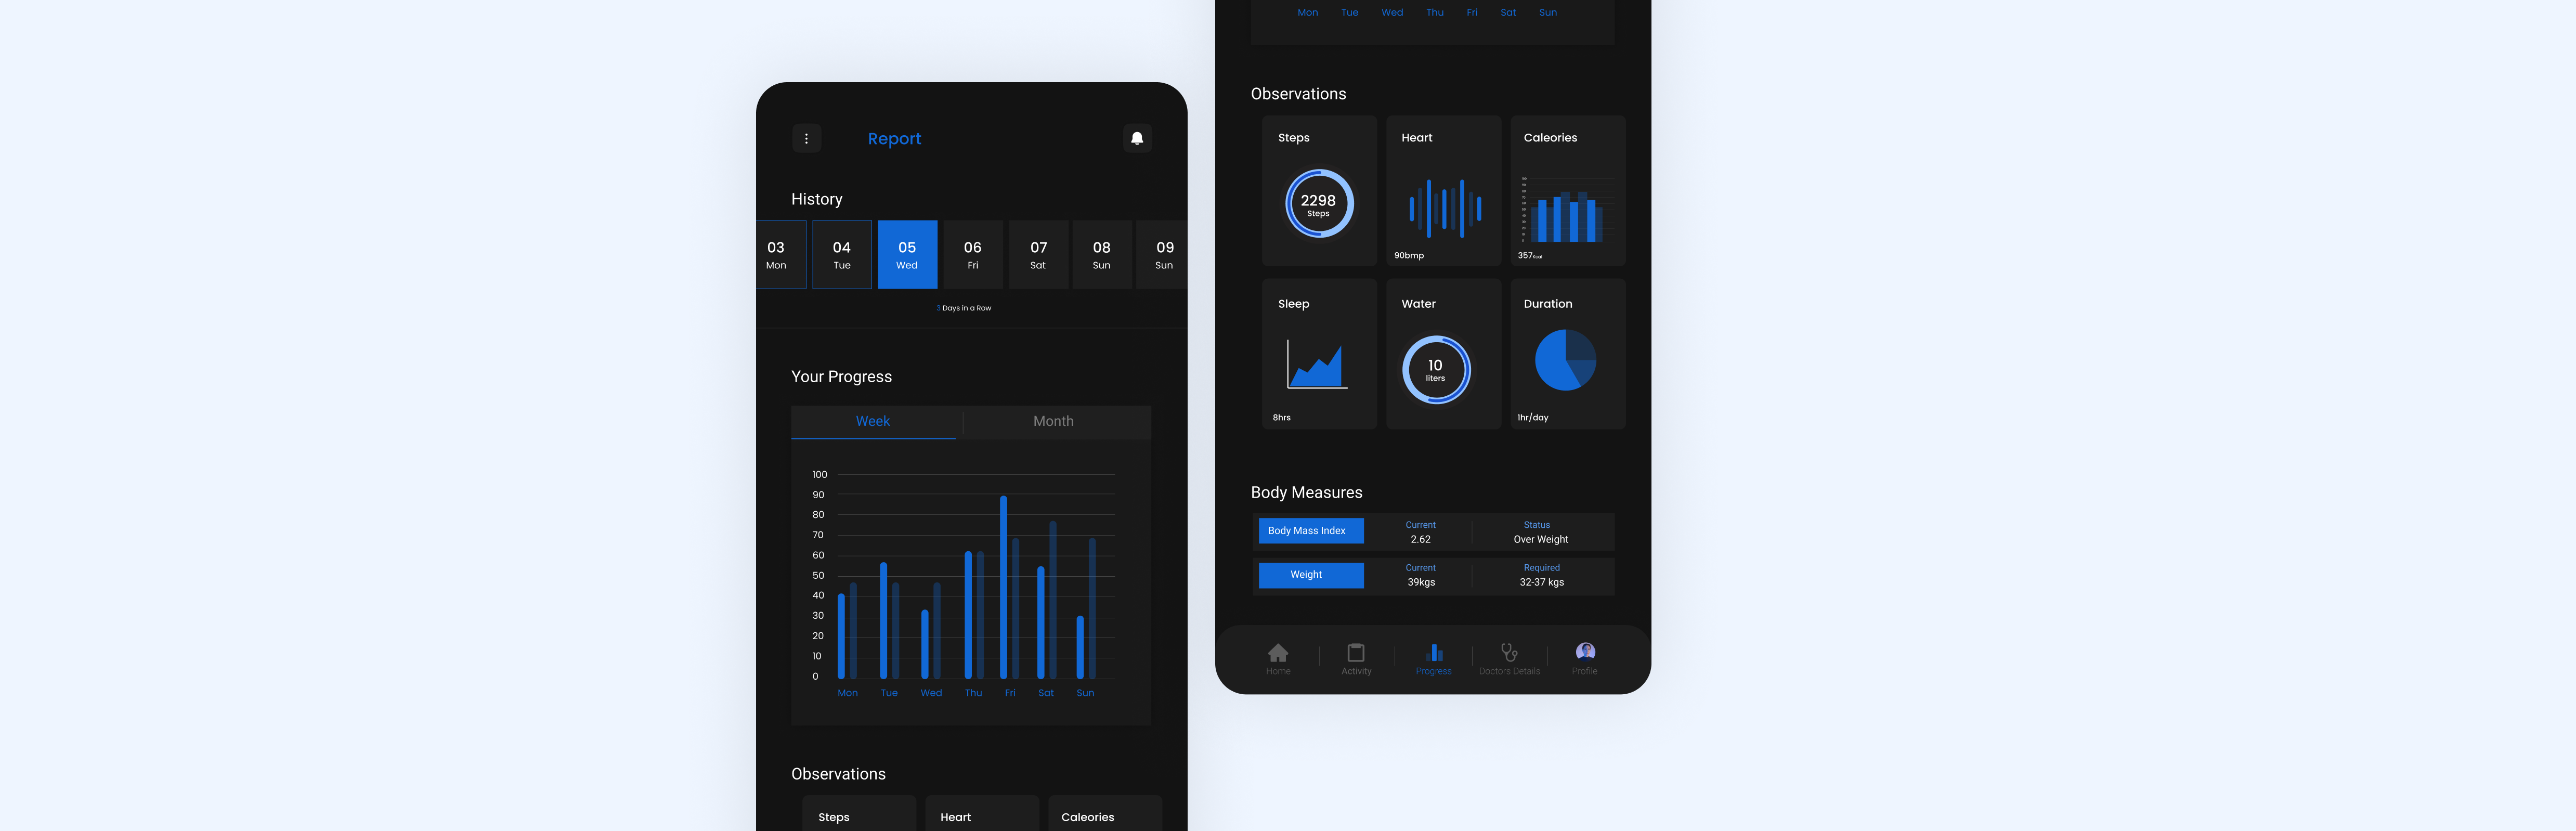 Report
History
03 04 05 06 07 08 09
Mon Tue Wed Fri Sat Sun Sun
3 Days in a Row
Your Progress
Week Month
100
90
80
70
60
50
40
30
20
10
0
Mon Tue Wed Thu Fri Sat Sun
Observations
Steps Heart Caleories
Mon Tue Wed Thu Fri Sat Sun
Observations
Steps Heart Caleories
2298
Steps
90bmp
357Kcal
Sleep Water Duration
10
liters
8hrs
1hr/day
Body Measures
Body Mass Index
Current
2.62
Status
Over Weight
Weight
Current
39kgs
Required
32-37 kgs
Home Activity Progress Doctors Details Profile